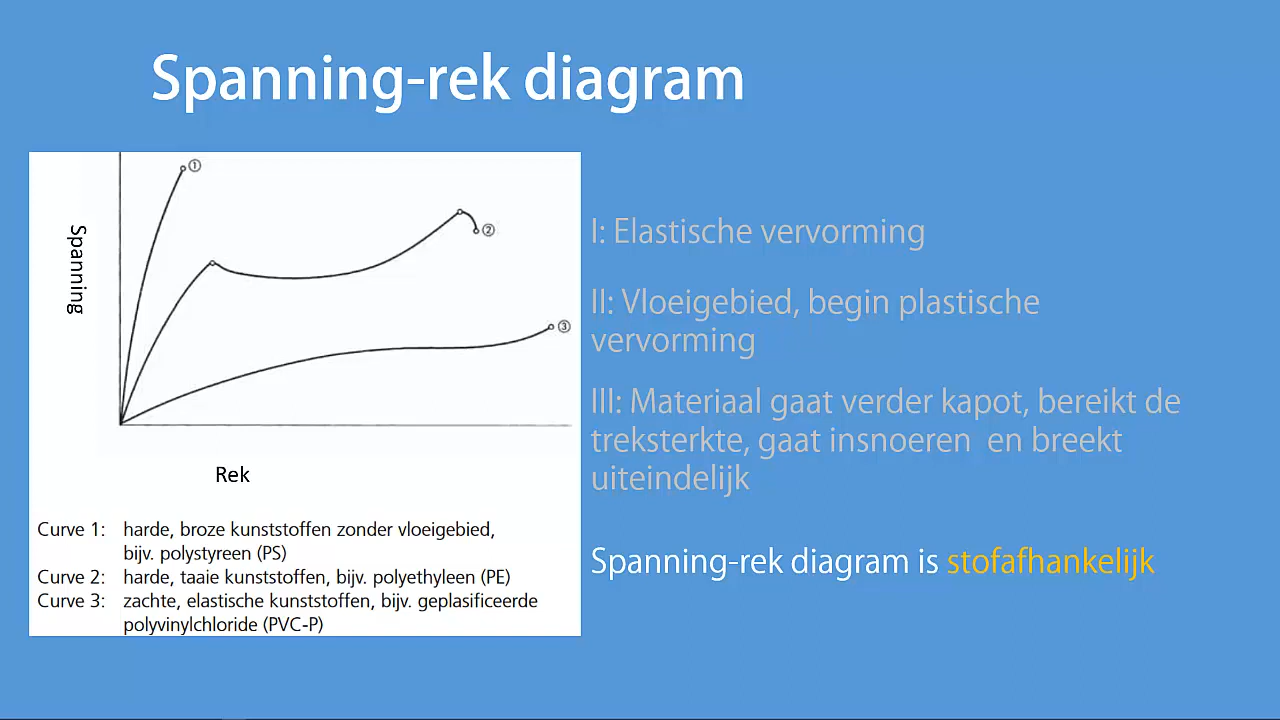 Spanning-rek diagram
①
②
③
Spanning
Rek
Curve 1: harde, broze kunststoffen zonder vloeigebied,
bijv. polystyreen (PS)
Curve 2: harde, taaie kunststoffen, bijv. polyethyleen (PE)
Curve 3: zachte, elastische kunststoffen, bijv. geplasificeerde
polyvinylchloride (PVC-P)
I: Elastische vervorming
II: Vloeigebied, begin plastische
vervorming
III: Materiaal gaat verder kapot, bereikt de
treksterkte, gaat insnoeren en breekt
uiteindelijk
Spanning-rek diagram is stofafhankelijk